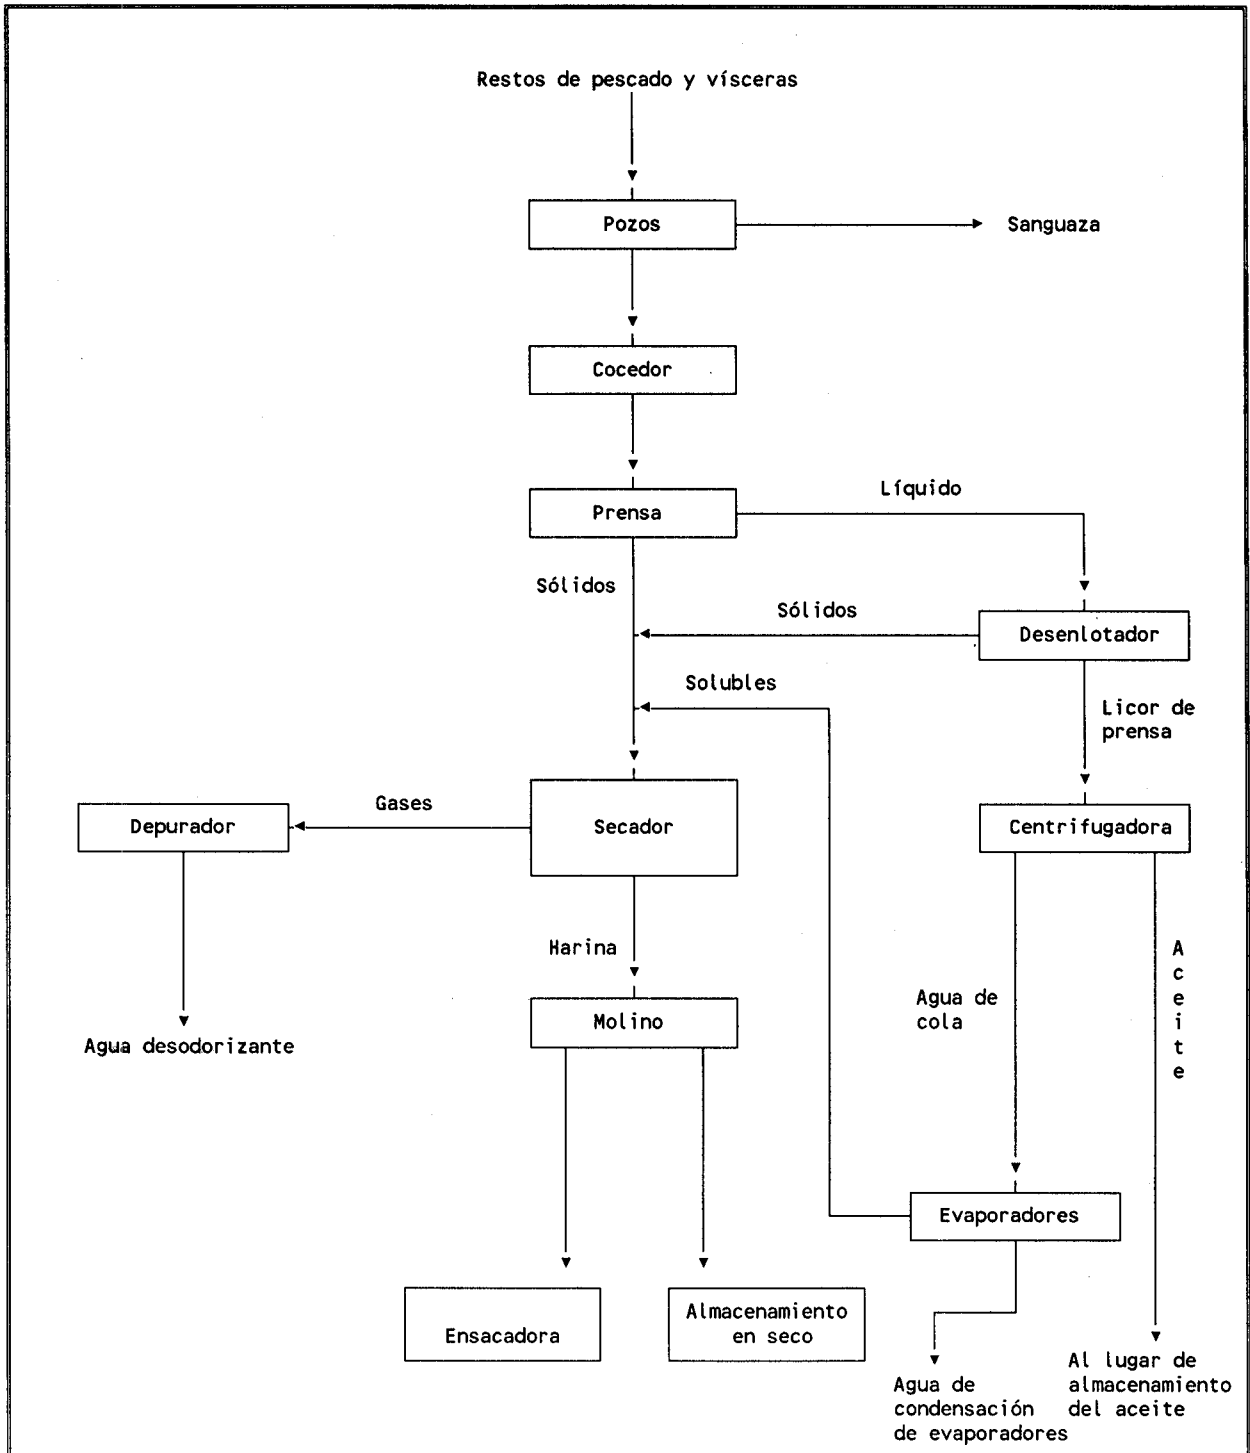 Restos de pescado y vísceras
Pozos
Sanguaza
Cocedor
Líquido
Prensa
Sólidos
Sólidos
Desenlotador
Solubles
Licor de
prensa
Gases
Depurador
Secador
Centrifugadora
Harina
Aceite
Agua de
cola
Molino
Agua desodorizante
Evaporadores
Almacenamiento
en seco
Ensacadora
Al lugar de
almacenamiento
del aceite
Agua de
condensación
de evaporadores